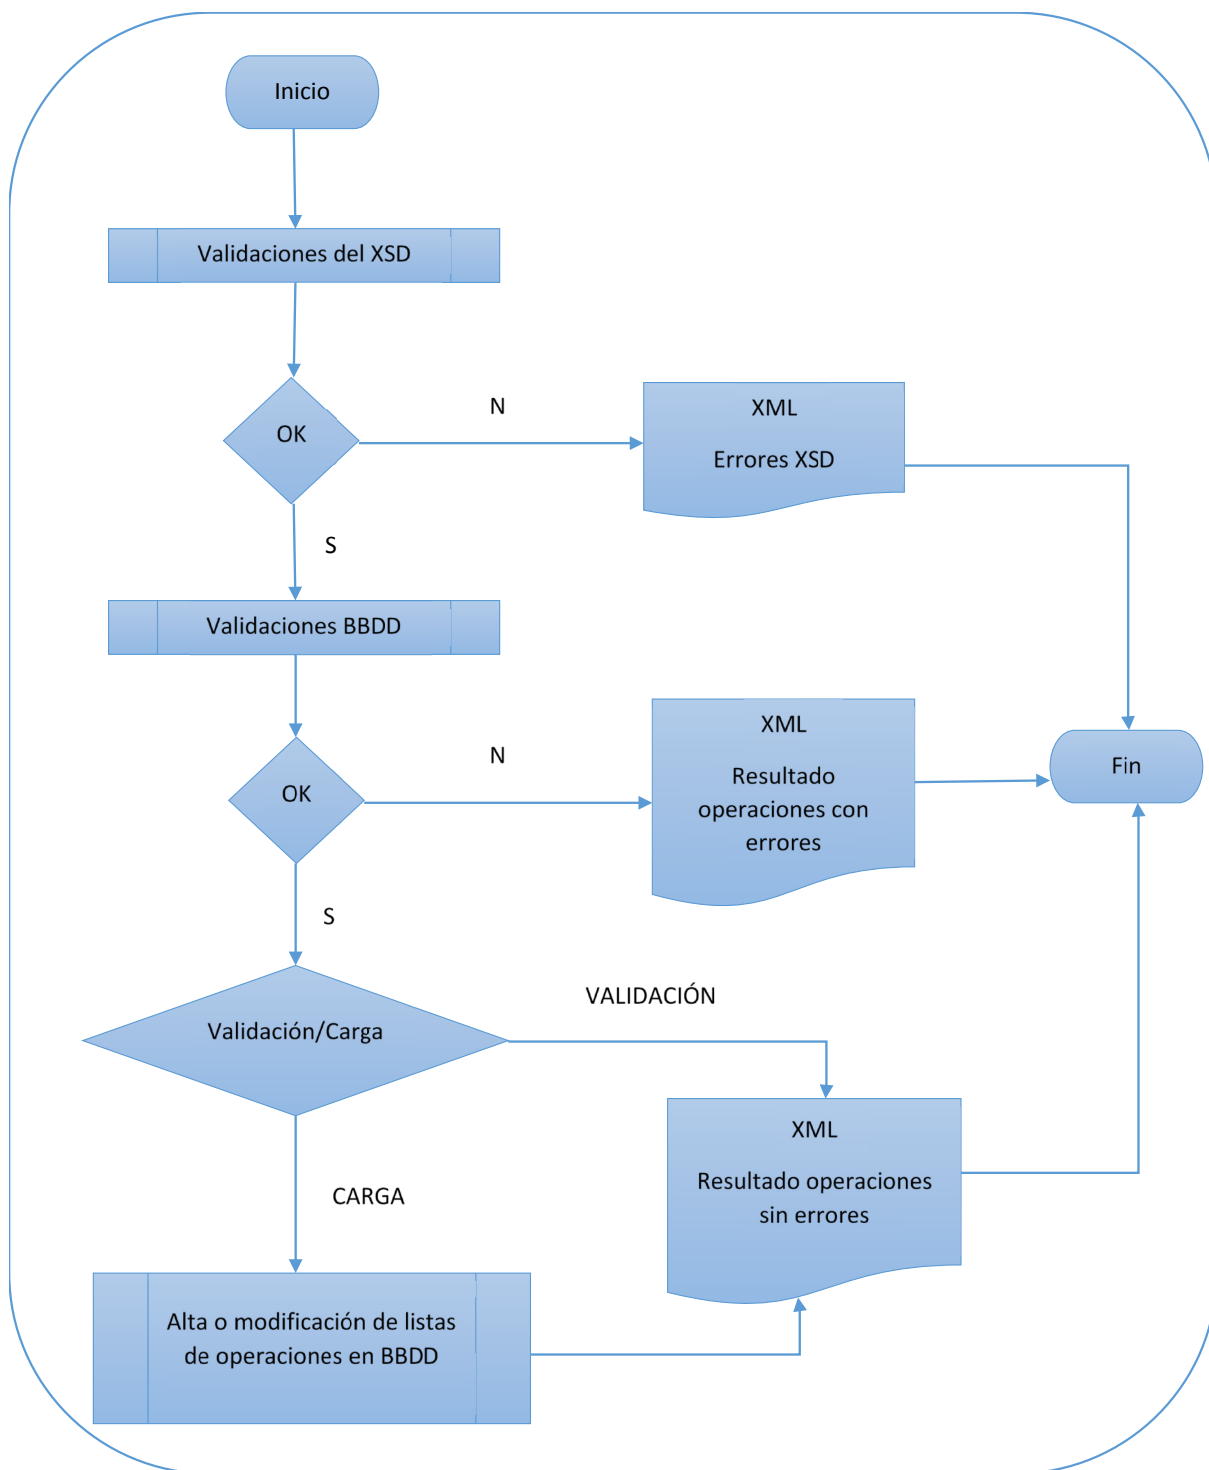 Inicio
Validaciones del XSD
OK
N
XML
Errores XSD
S
Validaciones BBDD
OK
N
XML
Resultado
operaciones con
errores
Fin
S
Validación/Carga
VALIDACIÓN
XML
Resultado operaciones
sin errores
CARGA
Alta o modificación de listas
de operaciones en BBDD